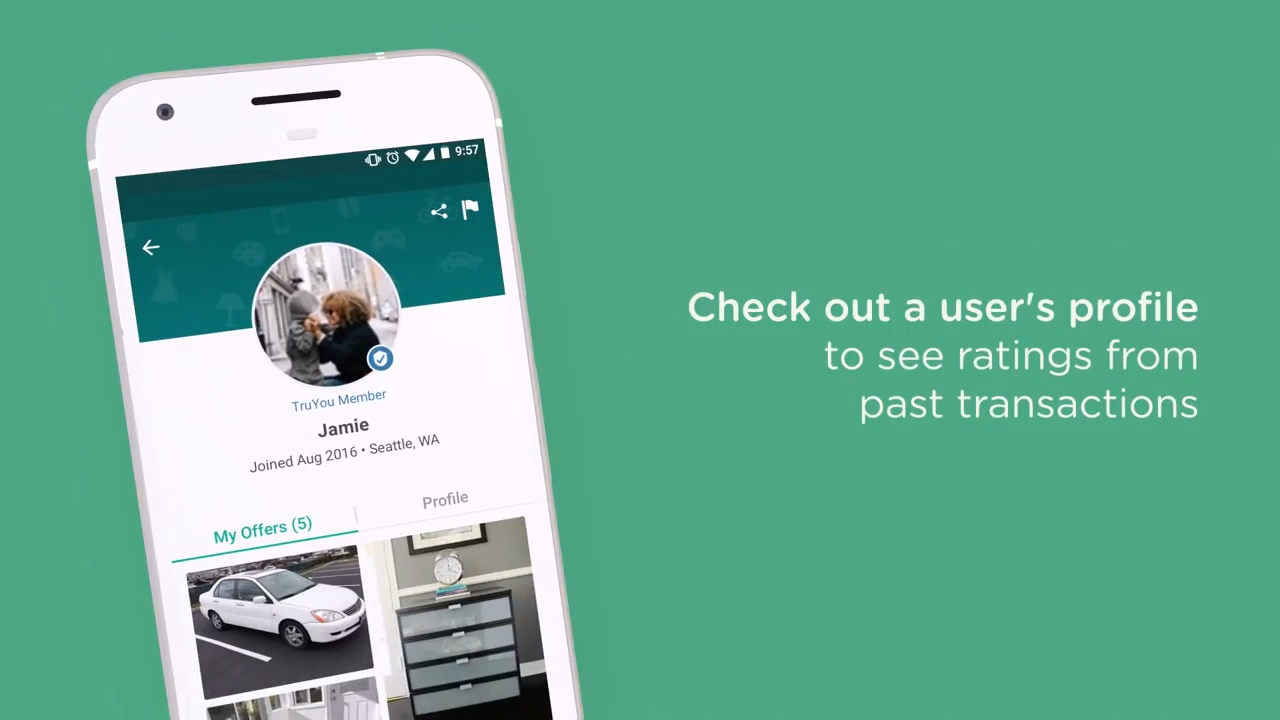 9:57
TruYou Member
Jamie
Joined Aug 2016 • Seattle, WA
My Offers (5)
Profile
Check out a user's profile
to see ratings from
past transactions